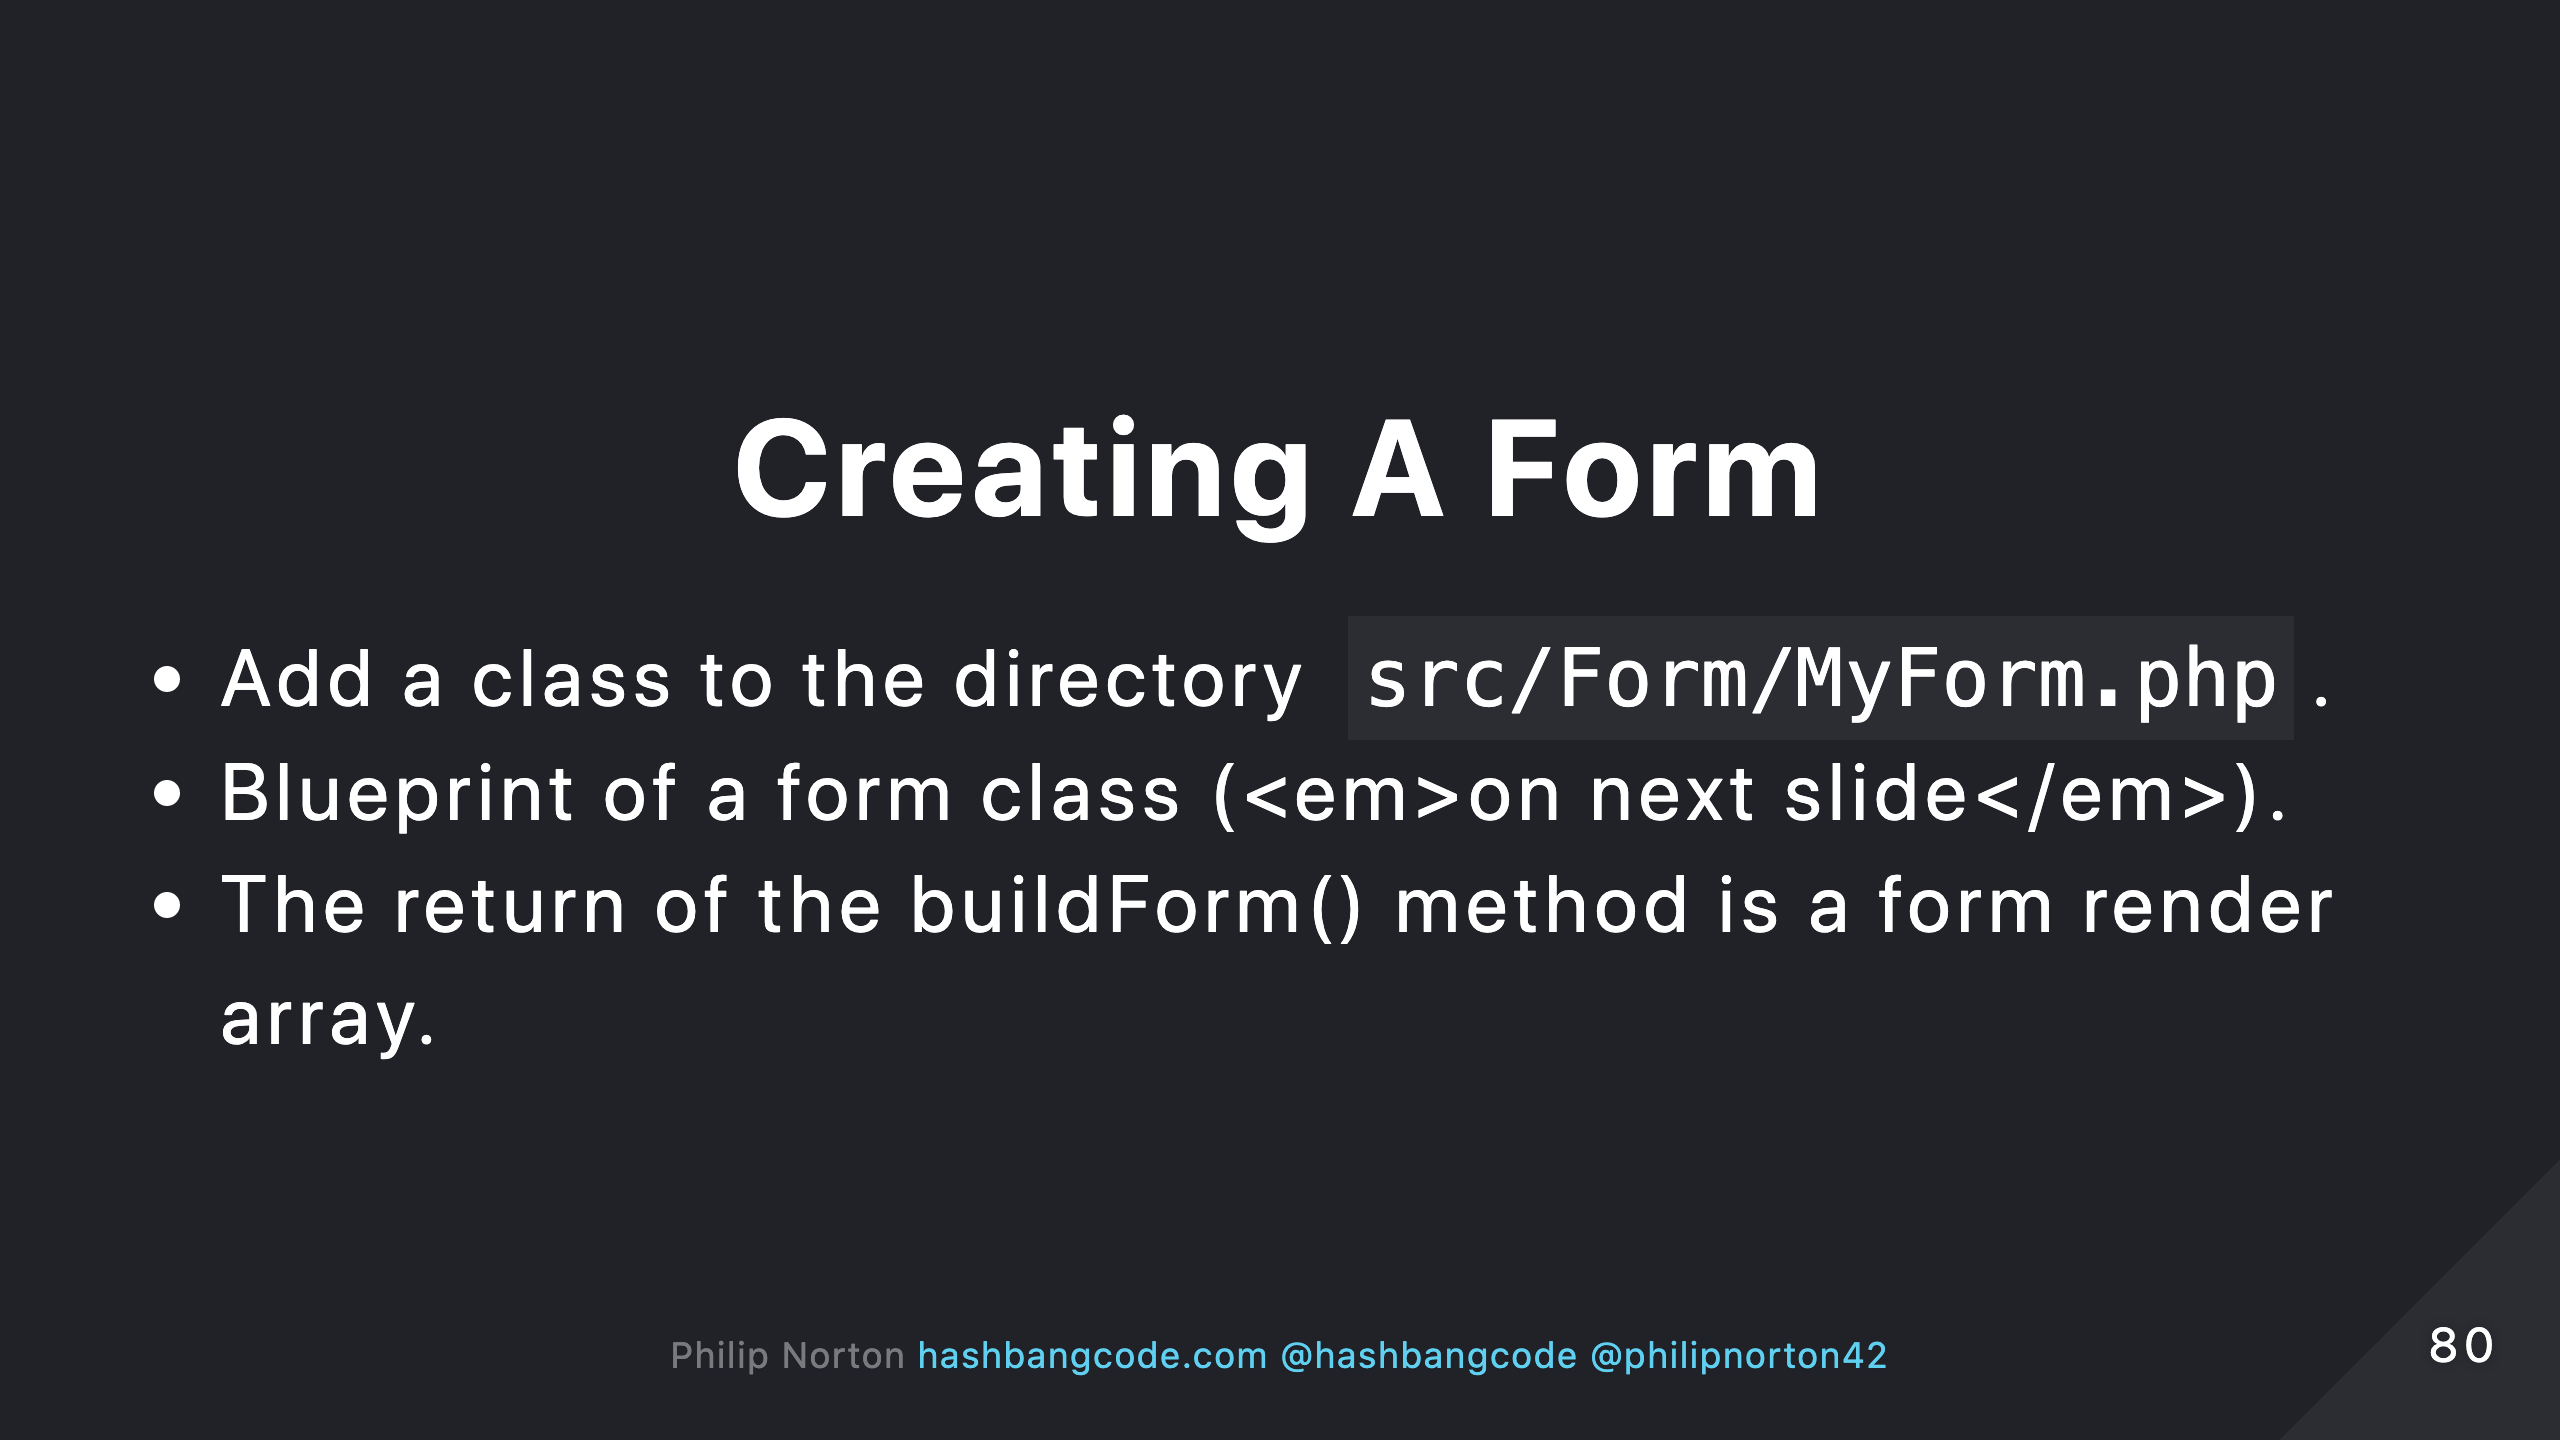 Creating A Form
• Add a class to the directory src/Form/MyForm.php .
• Blueprint of a form class (<em>on next slide</em>).
• The return of the buildForm() method is a form render
array.
Philip Norton hashbangcode.com @hashbangcode @philipnorton42
80